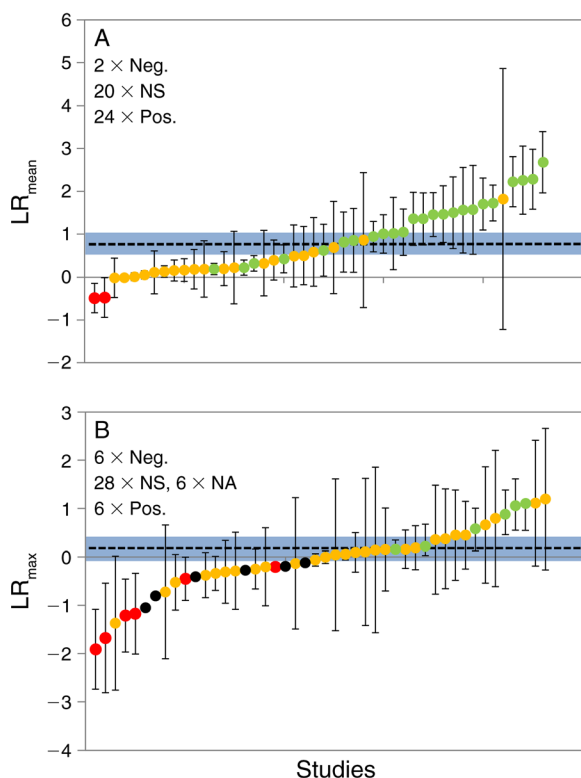 6
5
4
3
2
1
0
−1
−2
LRmean
A
2 × Neg.
20 × NS
24 × Pos.
3
2
1
0
−1
−2
−3
−4
LRmax
B
6 × Neg.
28 × NS, 6 × NA
6 × Pos.
Studies